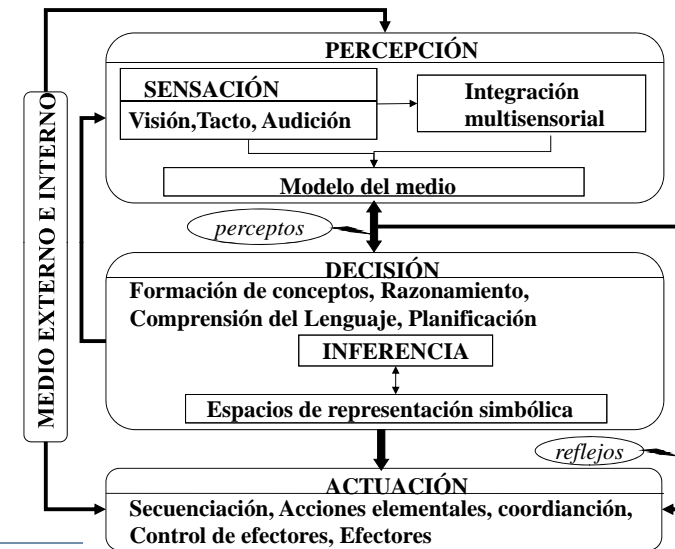 MEDIO EXTERNO E INTERNO
PERCEPCIÓN
SENSACIÓN
Visión,Tacto, Audición
Integración
multisensorial
Modelo del medio
perceptos
DECISIÓN
Formación de conceptos, Razonamiento,
Comprensión del Lenguaje, Planificación
INFERENCIA
Espacios de representación simbólica
reflejos
ACTUACIÓN
Secuenciación, Acciones elementales, coordianción,
Control de efectores, Efectores